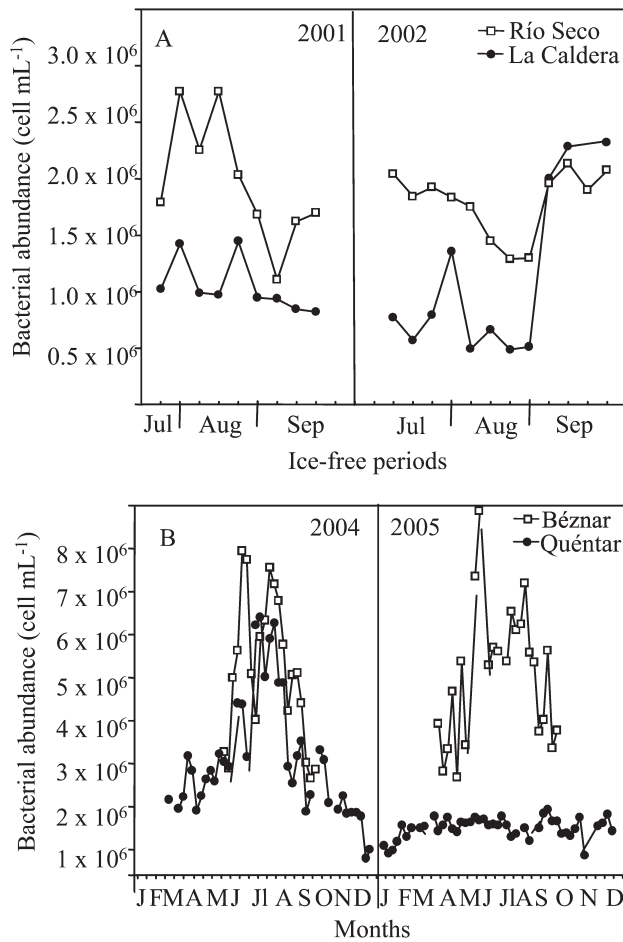 A
2001
2002
Río Seco
La Caldera
Bacterial abundance (cell mL-1)
3.0 x 10⁶
2.5 x 10⁶
2.0 x 10⁶
1.5 x 10⁶
1.0 x 10⁶
0.5 x 10⁶
Jul Aug Sep Jul Aug Sep
Ice-free periods
B
2004
2005
Béznar
Quéntar
Bacterial abundance (cell mL-1)
8 x 10⁶
7 x 10⁶
6 x 10⁶
5 x 10⁶
4 x 10⁶
3 x 10⁶
2 x 10⁶
1 x 10⁶
J F M A M J Jl A S O N D J F M A M J Jl A S O N D
Months